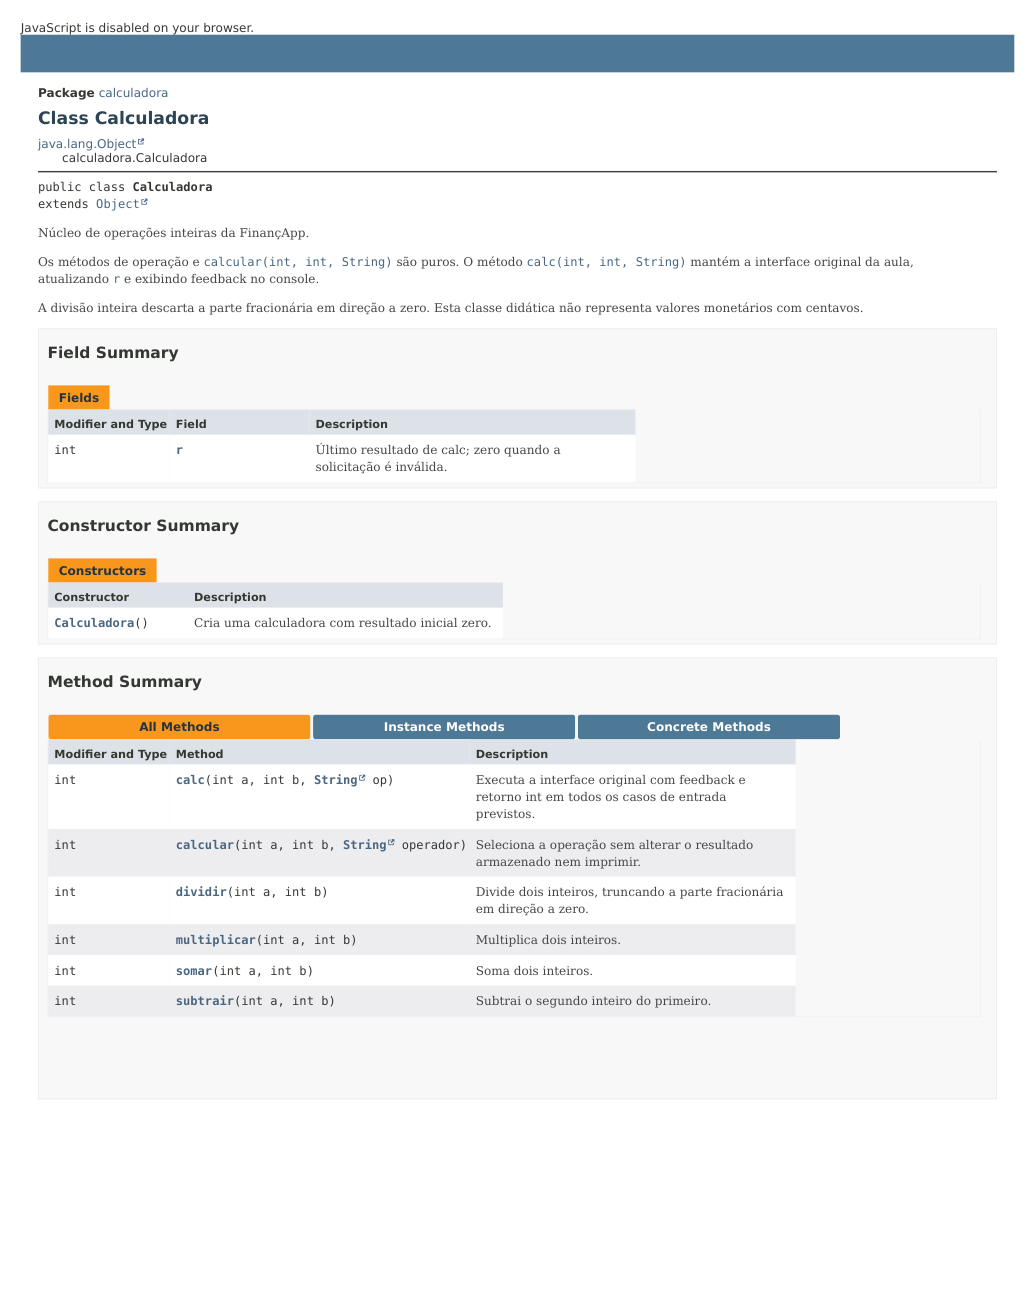 JavaScript is disabled on your browser.
Package calculadora
Class Calculadora
java.lang.Object
calculadora.Calculadora
public class Calculadora
extends Object
Núcleo de operações inteiras da FinançApp.
Os métodos de operação e calcular(int, int, String) são puros. O método calc(int, int, String) mantém a interface original da aula,
atualizando r e exibindo feedback no console.
A divisão inteira descarta a parte fracionária em direção a zero. Esta classe didática não representa valores monetários com centavos.
Field Summary
Fields
Modifier and Type Field Description
int r Último resultado de calc; zero quando a
solicitação é inválida.
Constructor Summary
Constructors
Constructor Description
Calculadora() Cria uma calculadora com resultado inicial zero.
Method Summary
All Methods Instance Methods Concrete Methods
Modifier and Type Method Description
int calc(int a, int b, String op) Executa a interface original com feedback e
retorno int em todos os casos de entrada
previstos.
int calcular(int a, int b, String operador) Seleciona a operação sem alterar o resultado
armazenado nem imprimir.
int dividir(int a, int b) Divide dois inteiros, truncando a parte fracionária
em direção a zero.
int multiplicar(int a, int b) Multiplica dois inteiros.
int somar(int a, int b) Soma dois inteiros.
int subtrair(int a, int b) Subtrai o segundo inteiro do primeiro.